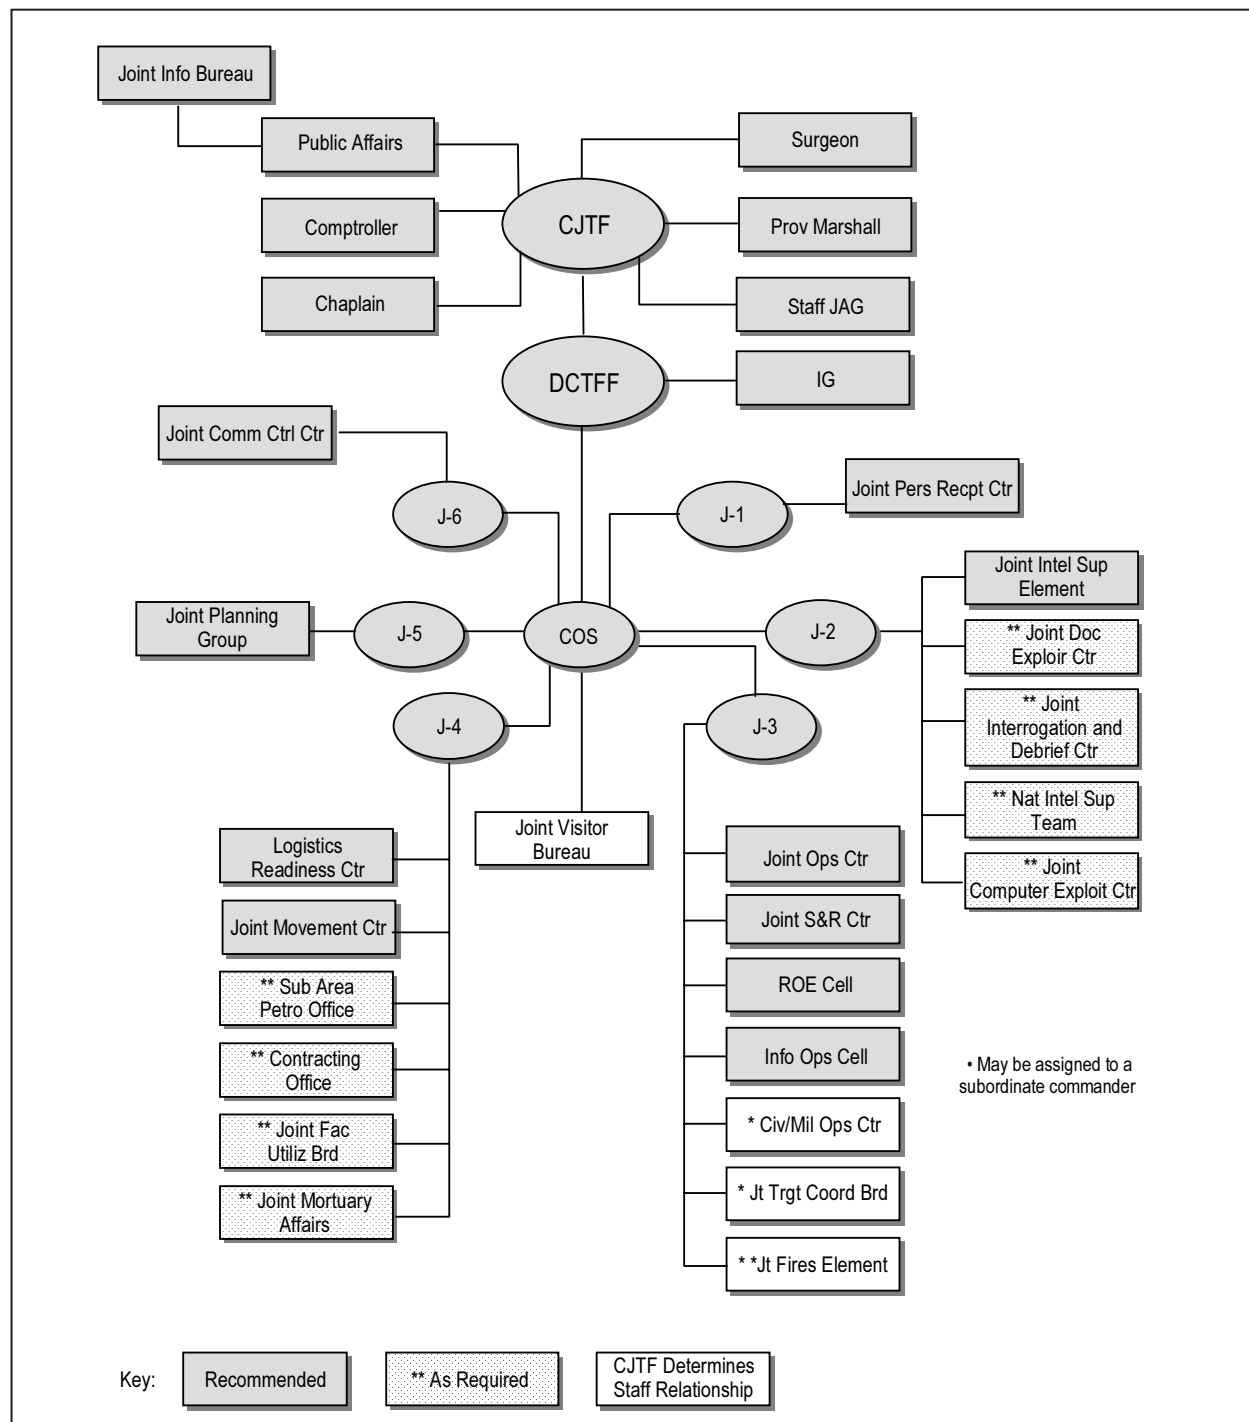 Joint Info Bureau
Public Affairs
Surgeon
Comptroller
CJTF
Prov Marshall
Chaplain
Staff JAG
DCTFF
IG
Joint Comm Ctrl Ctr
J-6
J-1
Joint Pers Recpt Ctr
Joint Intel Sup
Element
Joint Planning
Group
J-5
COS
J-2
** Joint Doc
Exploir Ctr
** Joint
Interrogation and
Debrief Ctr
J-4
J-3
** Nat Intel Sup
Team
** Joint
Computer Exploit Ctr
Joint Visitor
Bureau
Logistics
Readiness Ctr
Joint Movement Ctr
** Sub Area
Petro Office
** Contracting
Office
** Joint Fac
Utiliz Brd
** Joint Mortuary
Affairs
Joint Ops Ctr
Joint S&R Ctr
ROE Cell
Info Ops Cell
* Civ/Mil Ops Ctr
* Jt Trgt Coord Brd
* *Jt Fires Element
• May be assigned to a
subordinate commander
Key:
Recommended
** As Required
CJTF Determines
Staff Relationship